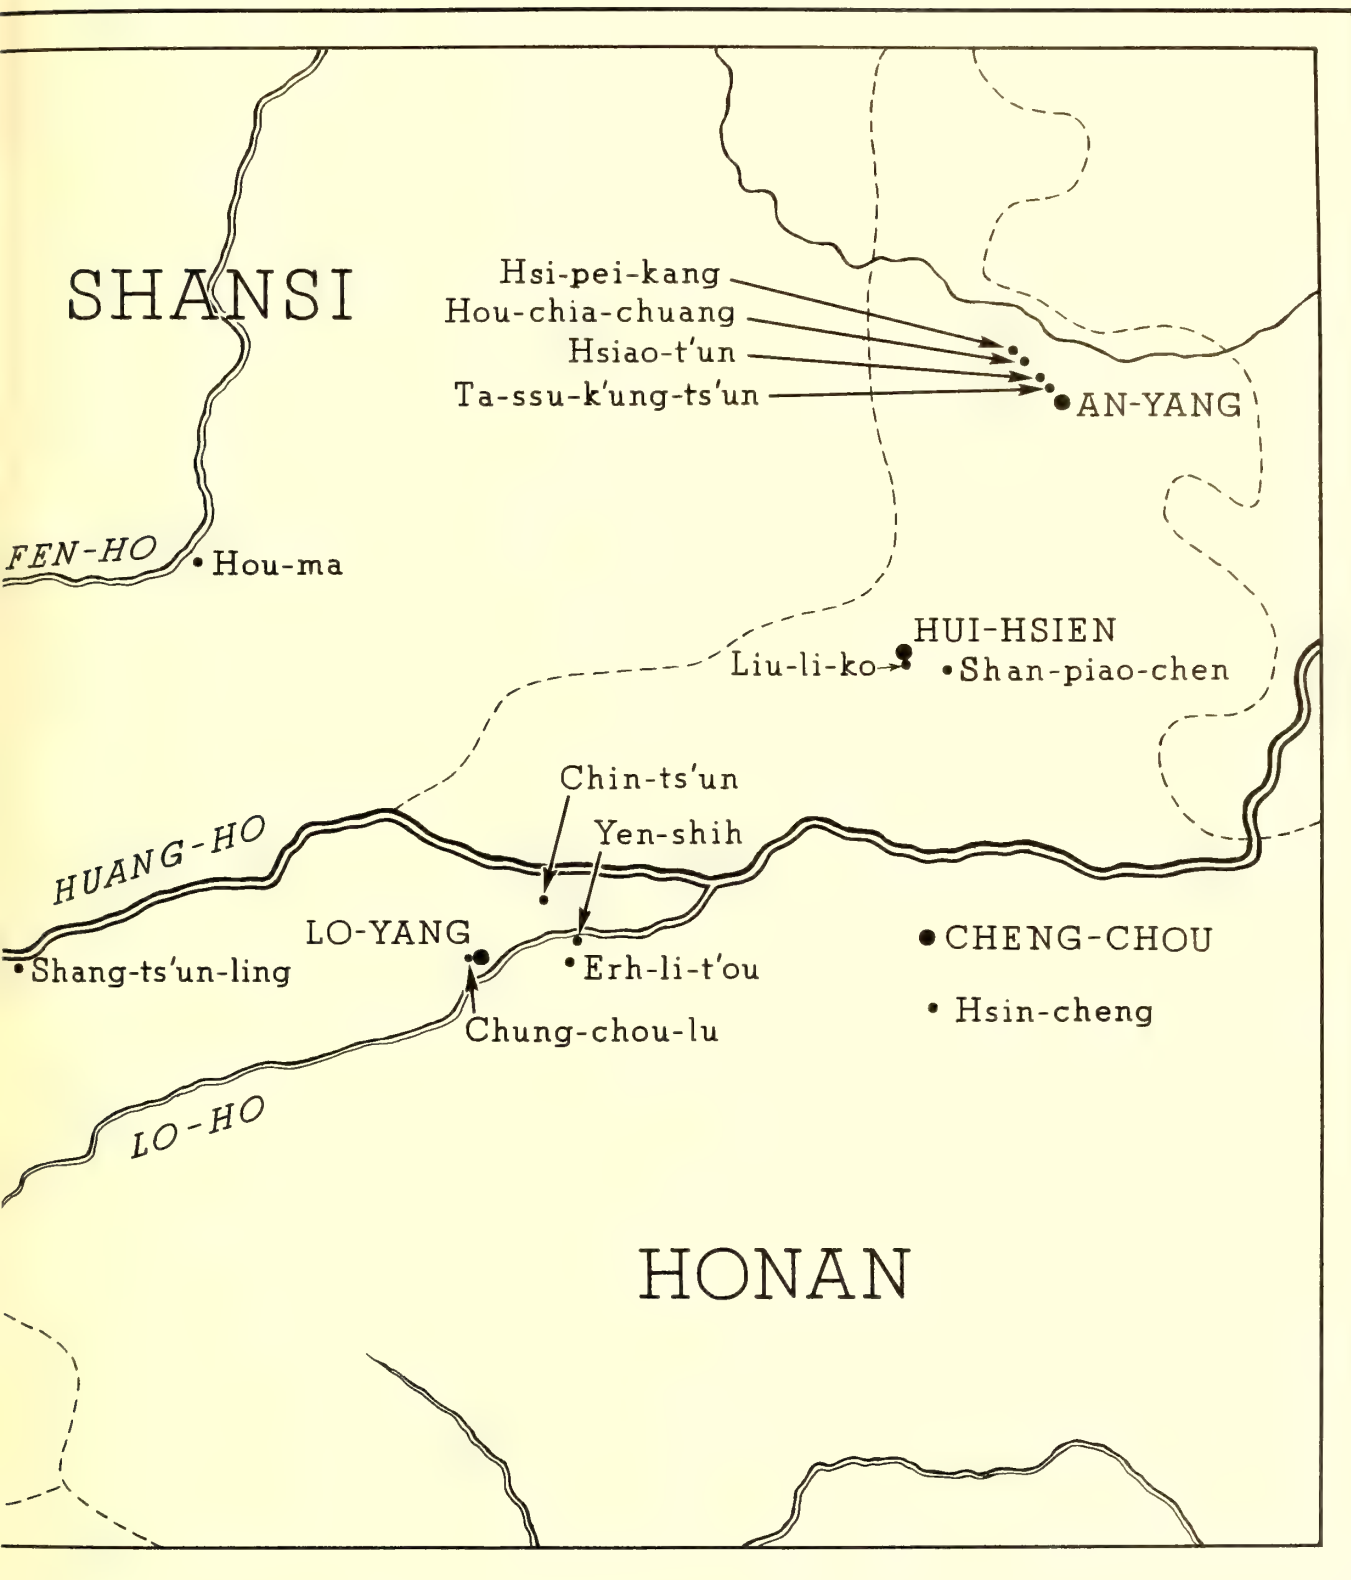 SHANSI
Hsi-pei-kang
Hou-chia-chuang
Hsiao-t'un
Ta-ssu-k'ung-ts'un
AN-YANG
FEN-HO
Hou-ma
HUI-HSIEN
Liu-li-ko
Shan-piao-chen
Chin-ts'un
Yen-shih
HUANG-HO
LO-YANG
CHENG-CHOU
Shang-ts'un-ling
Erh-li-t'ou
Hsin-cheng
Chung-chou-lu
LO-HO
HONAN